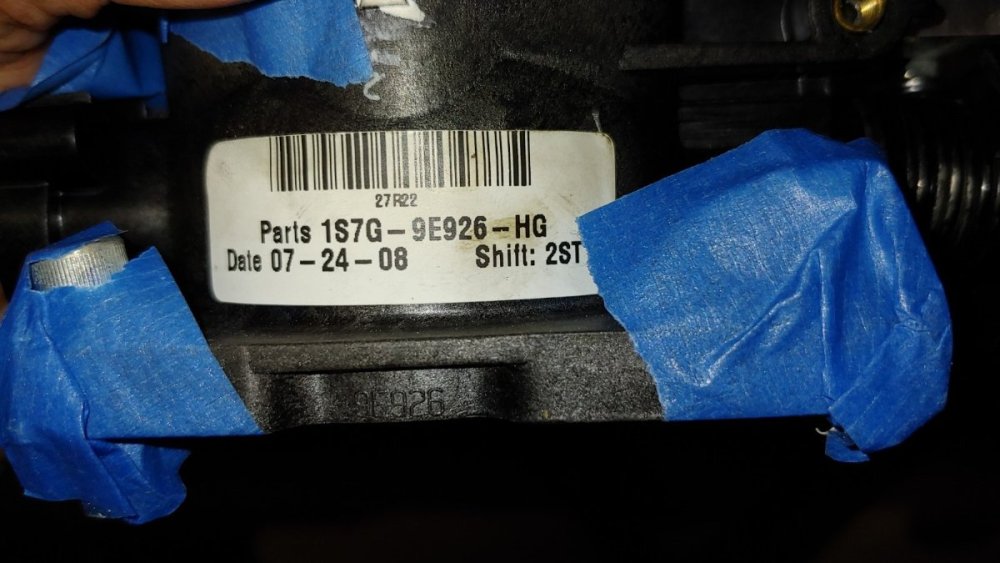 27R22
Parts 1S7G-9E926-HG
Date 07-24-08 Shift: 2ST
9E926